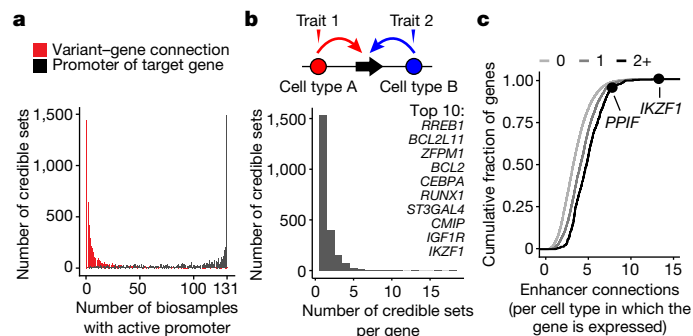 a
Variant–gene connection
Promoter of target gene
Number of credible sets
1,500
1,000
500
0
0
50
100
131
Number of biosamples
with active promoter
b
Trait 1
Trait 2
Cell type A
Cell type B
Number of credible sets
1,500
1,000
500
0
Top 10:
RREB1
BCL2L11
ZFPM1
BCL2
CEBPA
RUNX1
ST3GAL4
CMIP
IGF1R
IKZF1
0
5
10
15
Number of credible sets
per gene
c
0
1
2+
Cumulative fraction of genes
1.00
0.75
0.50
0.25
0
PPIF
IKZF1
0
5
10
15
Enhancer connections
(per cell type in which the
gene is expressed)